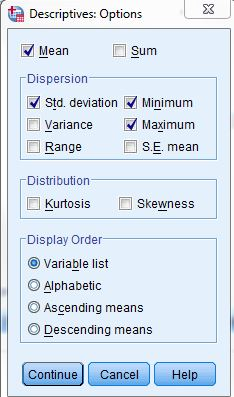 Descriptives: Options
Mean Sum
Dispersion
Std. deviation Minimum
Variance Maximum
Range S.E. mean
Distribution
Kurtosis Skewness
Display Order
Variable list
Alphabetic
Ascending means
Descending means
Continue Cancel Help